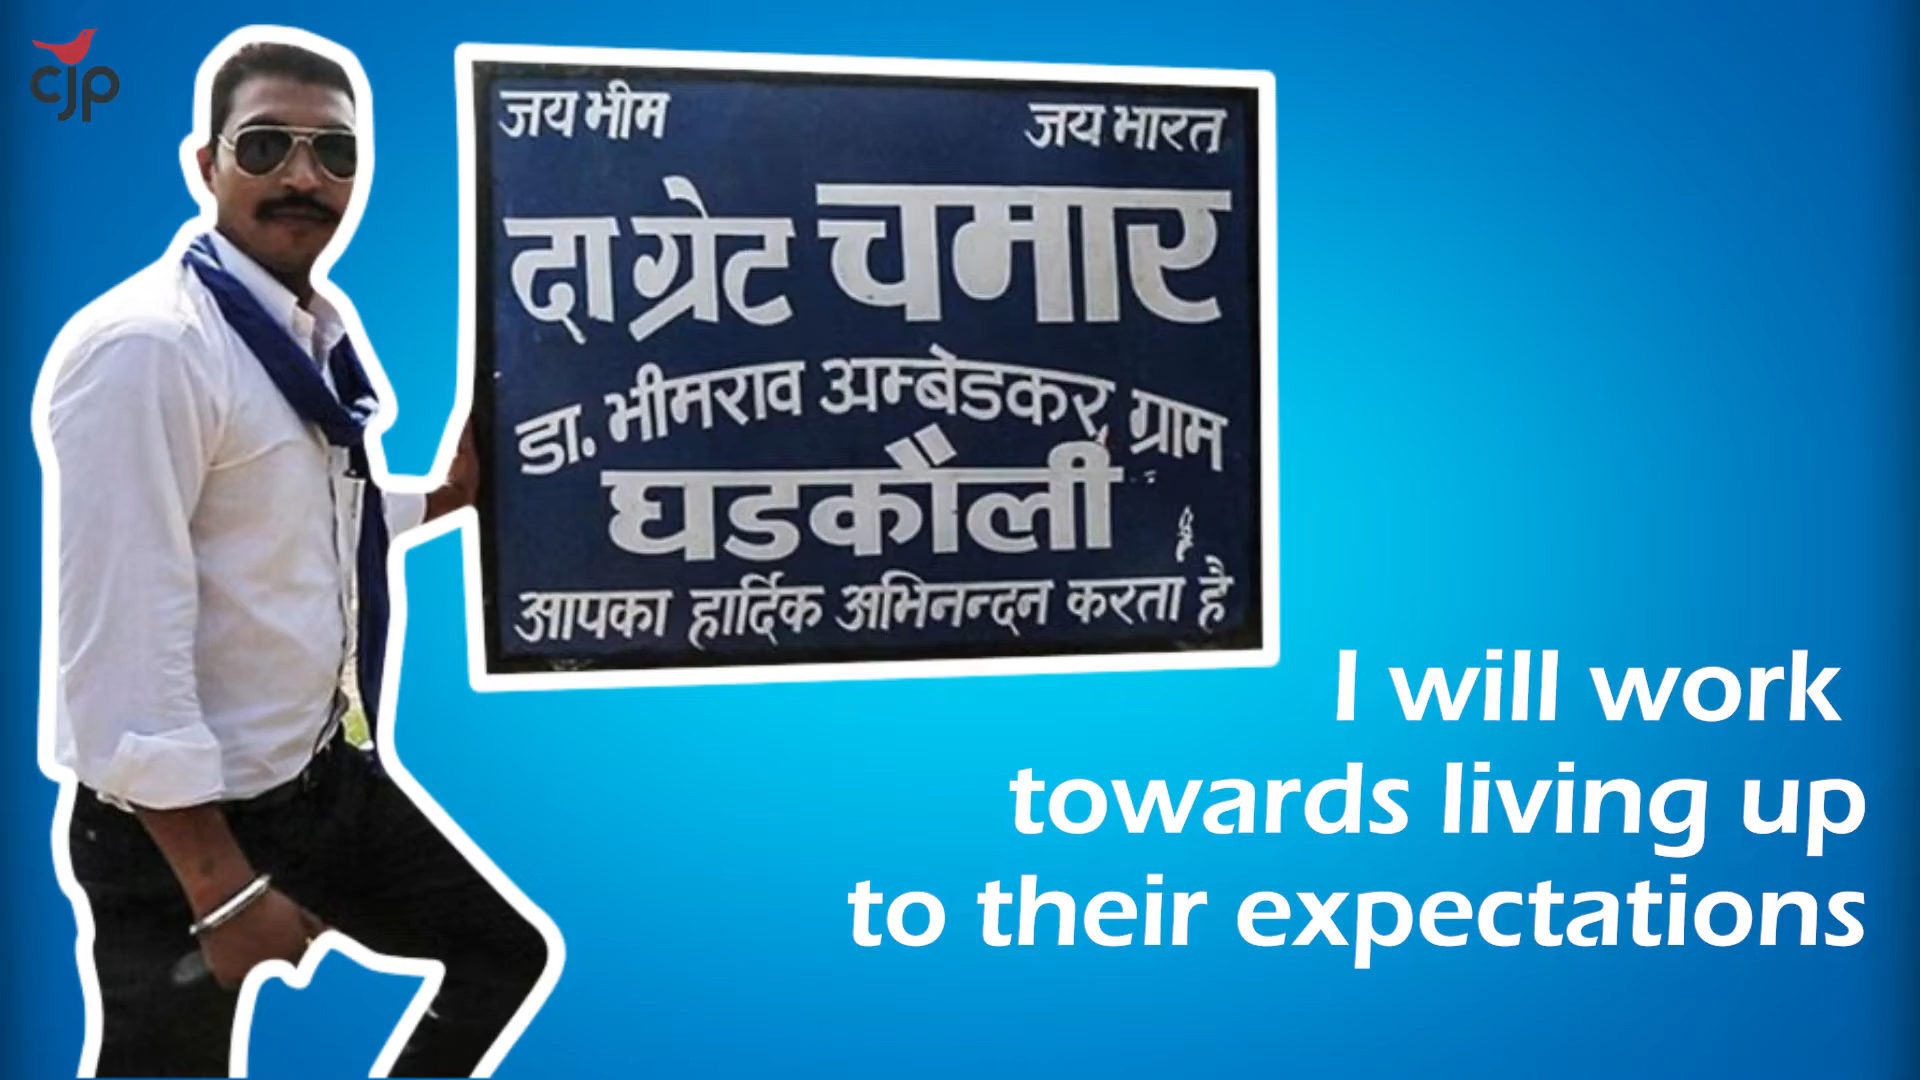 cjp
जय भीम जय भारत
दा ग्रेट चमार
डा. भीमराव अम्बेडकर ग्राम
घडकौली
आपका हार्दिक अभिनन्दन करता है
I will work
towards living up
to their expectations